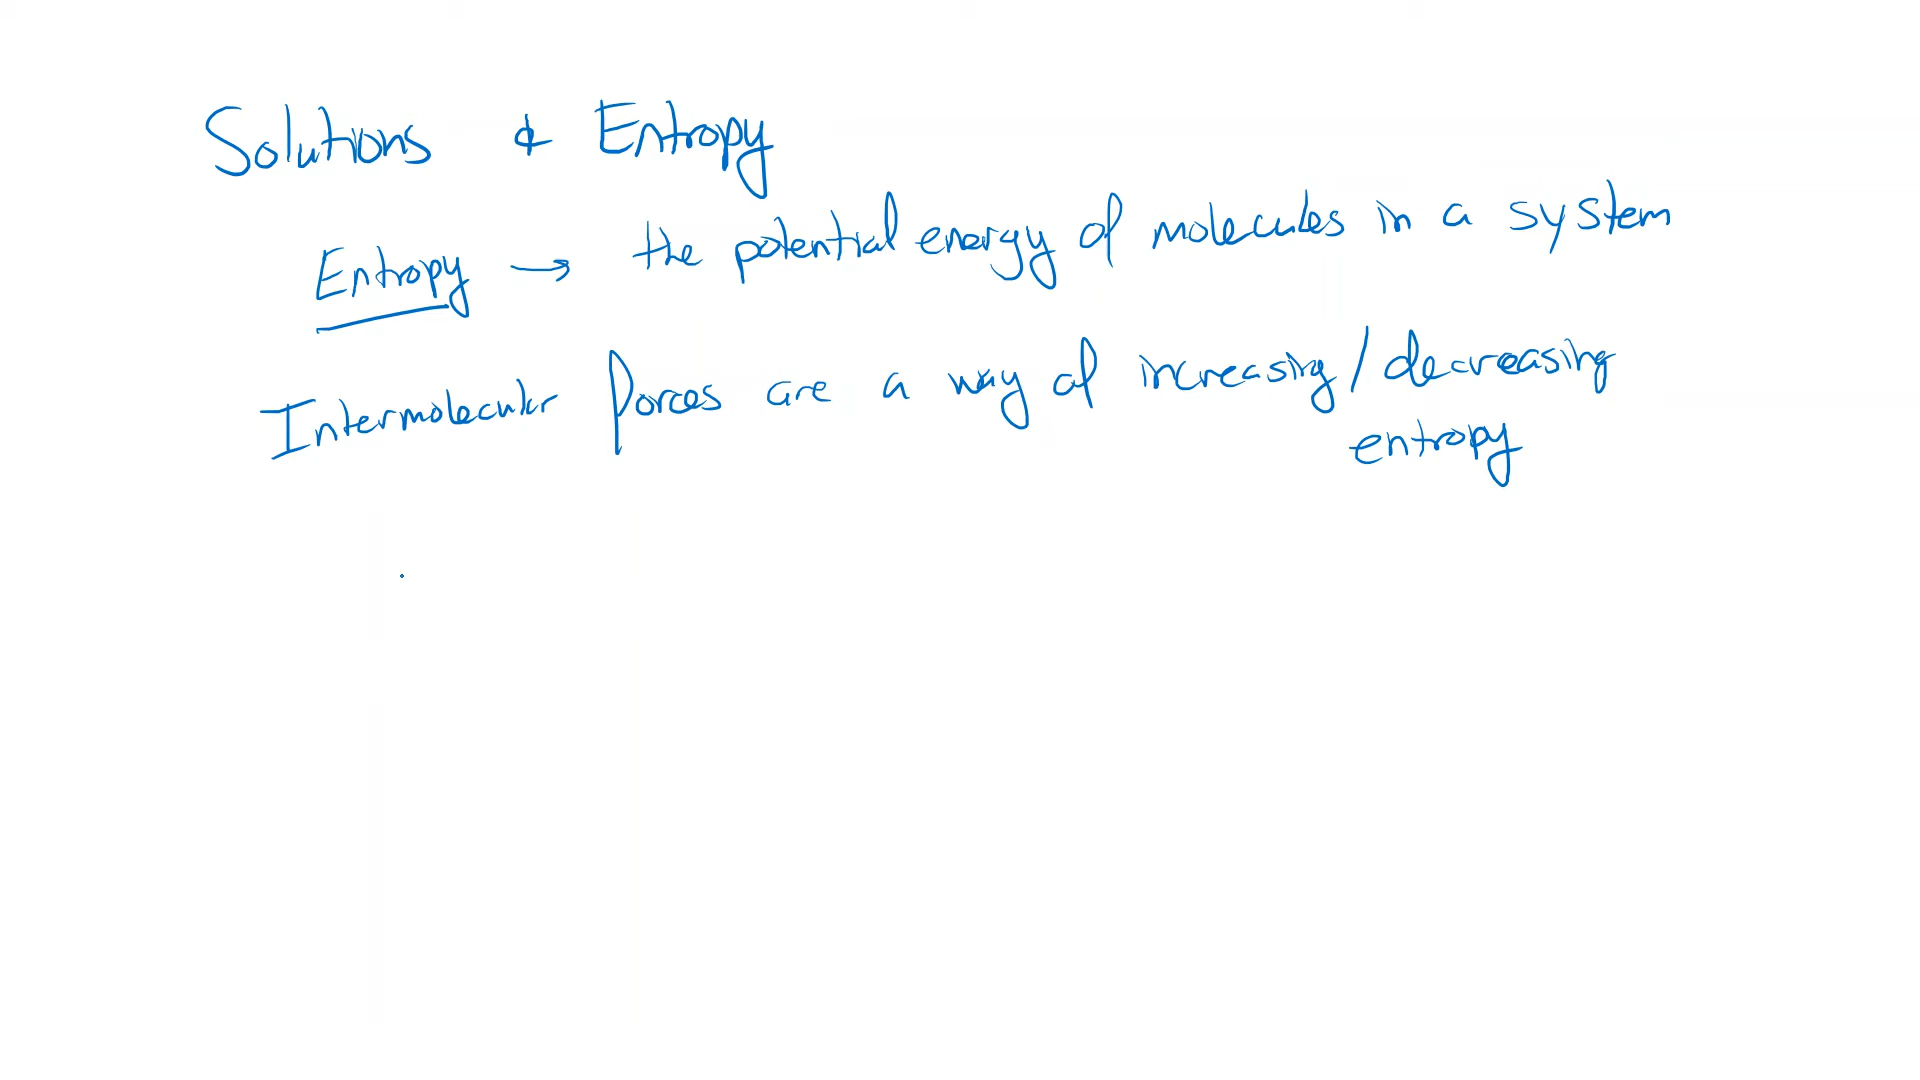 Solutions & Entropy
Entropy → the potential energy of molecules in a system
Intermolecular forces are a way of increasing/decreasing
entropy